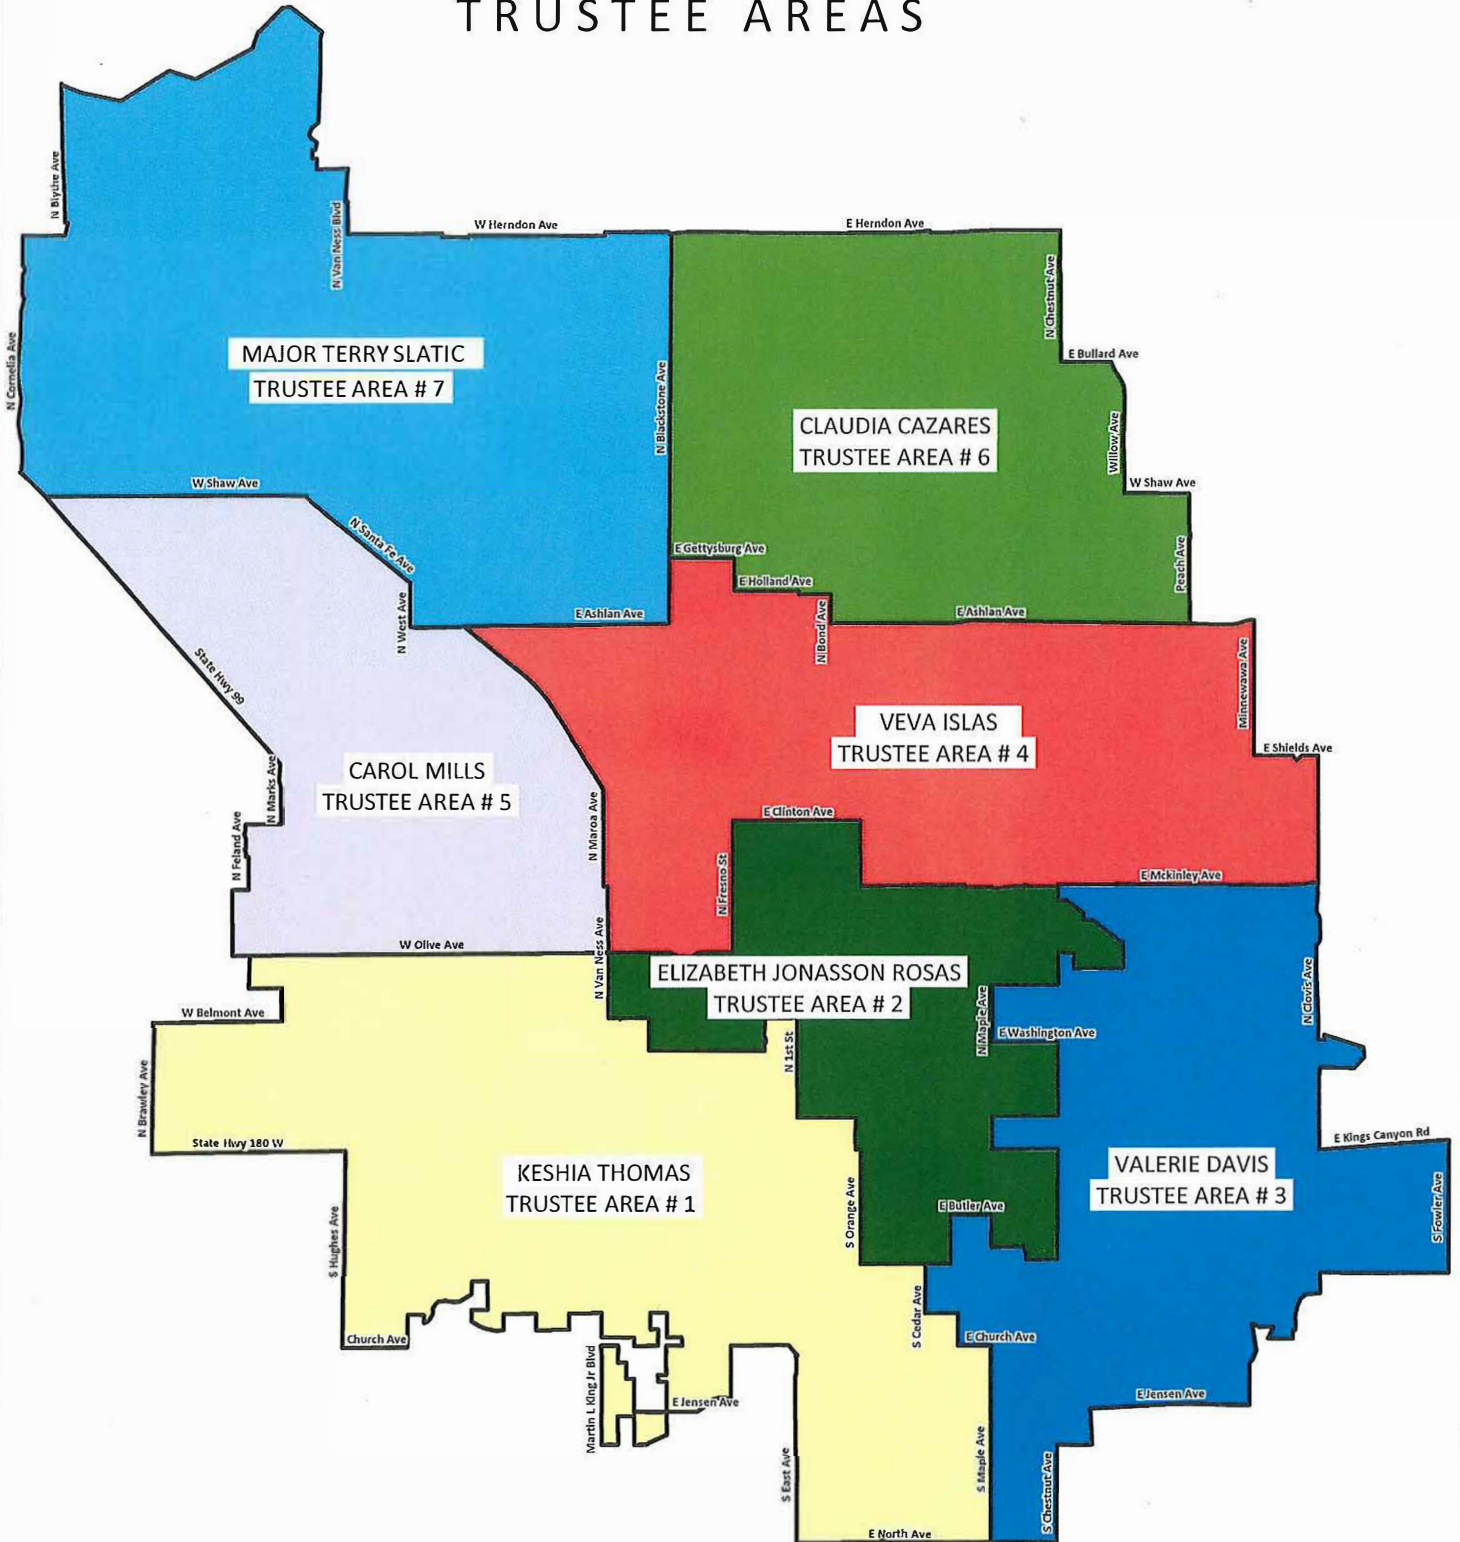 TRUSTEE AREAS
N Blythe Ave
N Van Ness Blvd
W Herndon Ave
E Herndon Ave
N Chestnut Ave
E Bullard Ave
N Cornelia Ave
MAJOR TERRY SLATIC
TRUSTEE AREA # 7
N Blackstone Ave
CLAUDIA CAZARES
TRUSTEE AREA # 6
Willow Ave
W Shaw Ave
W Shaw Ave
N Santa Fe Ave
E Gettysburg Ave
E Holland Ave
Peach Ave
N West Ave
E Ashlan Ave
N Bond Ave
E Ashlan Ave
Minnewawa Ave
State Hwy 99
VEVA ISLAS
TRUSTEE AREA # 4
E Shields Ave
N Marks Ave
CAROL MILLS
TRUSTEE AREA # 5
N Maroa Ave
E Clinton Ave
N Feland Ave
N Fresno St
E Mckinley Ave
W Olive Ave
N Van Ness Ave
ELIZABETH JONASSON ROSAS
TRUSTEE AREA # 2
N Maple Ave
N Clovis Ave
W Belmont Ave
E Washington Ave
N 1st St
N Brawley Ave
State Hwy 180 W
E Kings Canyon Rd
KESHIA THOMAS
TRUSTEE AREA # 1
VALERIE DAVIS
TRUSTEE AREA # 3
S Hughes Ave
S Orange Ave
E Butler Ave
S Fowler Ave
S Cedar Ave
Church Ave
E Church Ave
Martin L King Jr Blvd
E Jensen Ave
E Jensen Ave
S East Ave
S Maple Ave
S Chestnut Ave
E North Ave